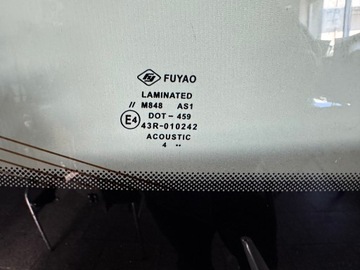 FUYAO
LAMINATED
// M848 AS1
DOT-459
E4 43R-010242
ACOUSTIC
4 ··